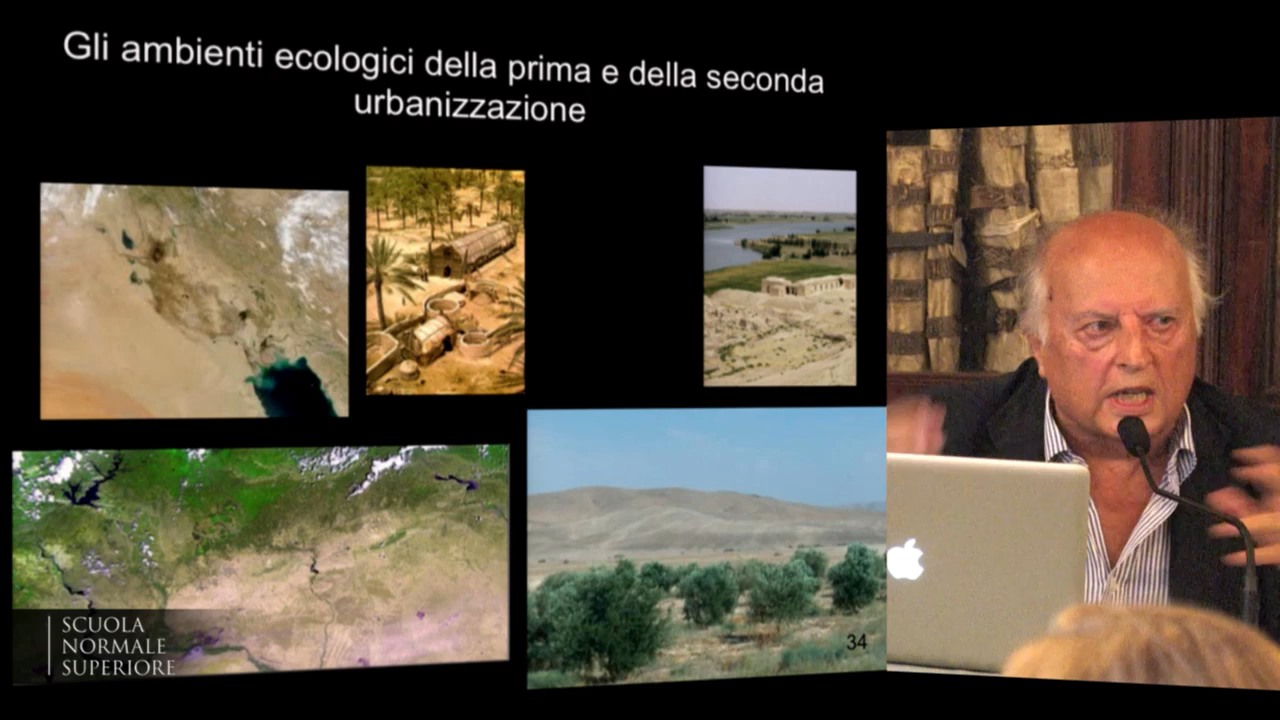 Gli ambienti ecologici della prima e della seconda
urbanizzazione
34
SCUOLA
NORMALE
SUPERIORE